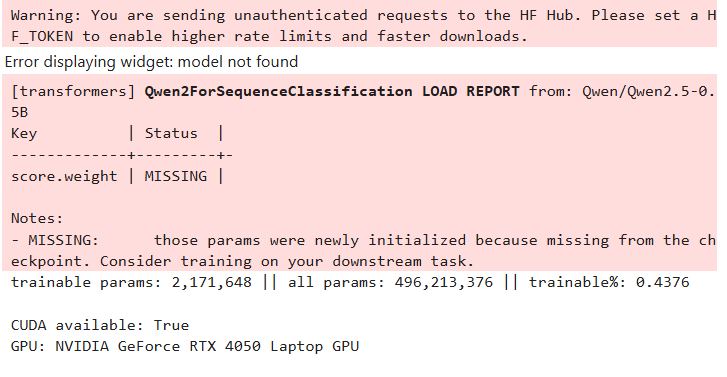 Warning: You are sending unauthenticated requests to the HF Hub. Please set a H
F_TOKEN to enable higher rate limits and faster downloads.
Error displaying widget: model not found
[transformers] Qwen2ForSequenceClassification LOAD REPORT from: Qwen/Qwen2.5-0.
5B
Key          | Status  |
-------------+---------+-
score.weight | MISSING |
Notes:
- MISSING:      those params were newly initialized because missing from the ch
eckpoint. Consider training on your downstream task.
trainable params: 2,171,648 || all params: 496,213,376 || trainable%: 0.4376
CUDA available: True
GPU: NVIDIA GeForce RTX 4050 Laptop GPU